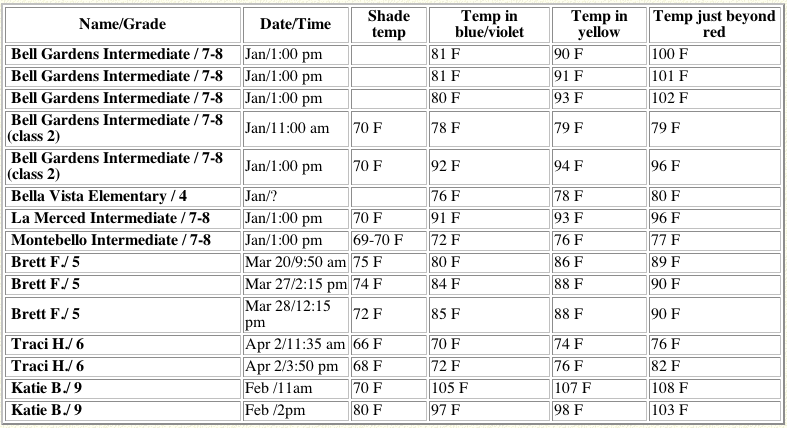 Name/Grade Date/Time Shade temp Temp in blue/violet Temp in yellow Temp just beyond red
Bell Gardens Intermediate / 7-8 Jan/1:00 pm 81 F 90 F 100 F
Bell Gardens Intermediate / 7-8 Jan/1:00 pm 81 F 91 F 101 F
Bell Gardens Intermediate / 7-8 Jan/1:00 pm 80 F 93 F 102 F
Bell Gardens Intermediate / 7-8 (class 2) Jan/11:00 am 70 F 78 F 79 F 79 F
Bell Gardens Intermediate / 7-8 (class 2) Jan/1:00 pm 70 F 92 F 94 F 96 F
Bella Vista Elementary / 4 Jan/? 76 F 78 F 80 F
La Merced Intermediate / 7-8 Jan/1:00 pm 70 F 91 F 93 F 96 F
Montebello Intermediate / 7-8 Jan/1:00 pm 69-70 F 72 F 76 F 77 F
Brett F./ 5 Mar 20/9:50 am 75 F 80 F 86 F 89 F
Brett F./ 5 Mar 27/2:15 pm 74 F 84 F 88 F 90 F
Brett F./ 5 Mar 28/12:15 pm 72 F 85 F 88 F 90 F
Traci H./ 6 Apr 2/11:35 am 66 F 70 F 74 F 76 F
Traci H./ 6 Apr 2/3:50 pm 68 F 72 F 76 F 82 F
Katie B./ 9 Feb /11am 70 F 105 F 107 F 108 F
Katie B./ 9 Feb /2pm 80 F 97 F 98 F 103 F